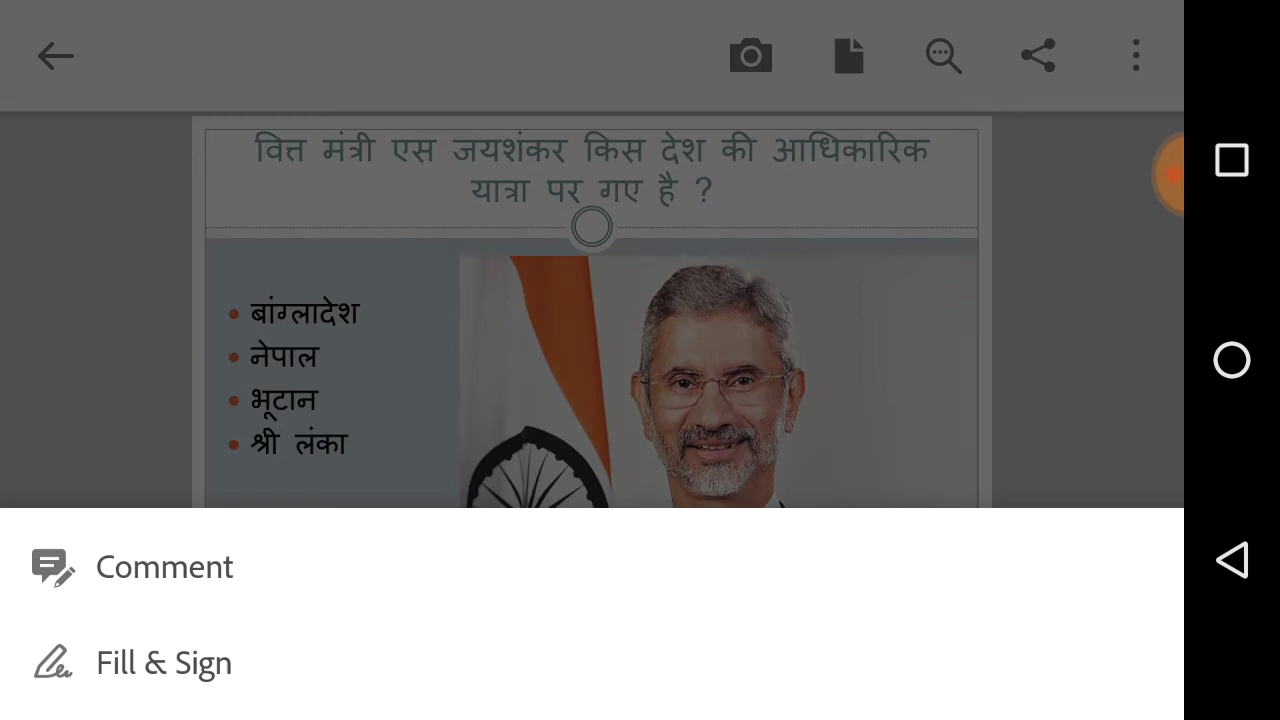 वित्त मंत्री एस जयशंकर किस देश की आधिकारिक
यात्रा पर गए है ?
• बांग्लादेश
• नेपाल
• भूटान
• श्री लंका
Comment
Fill & Sign